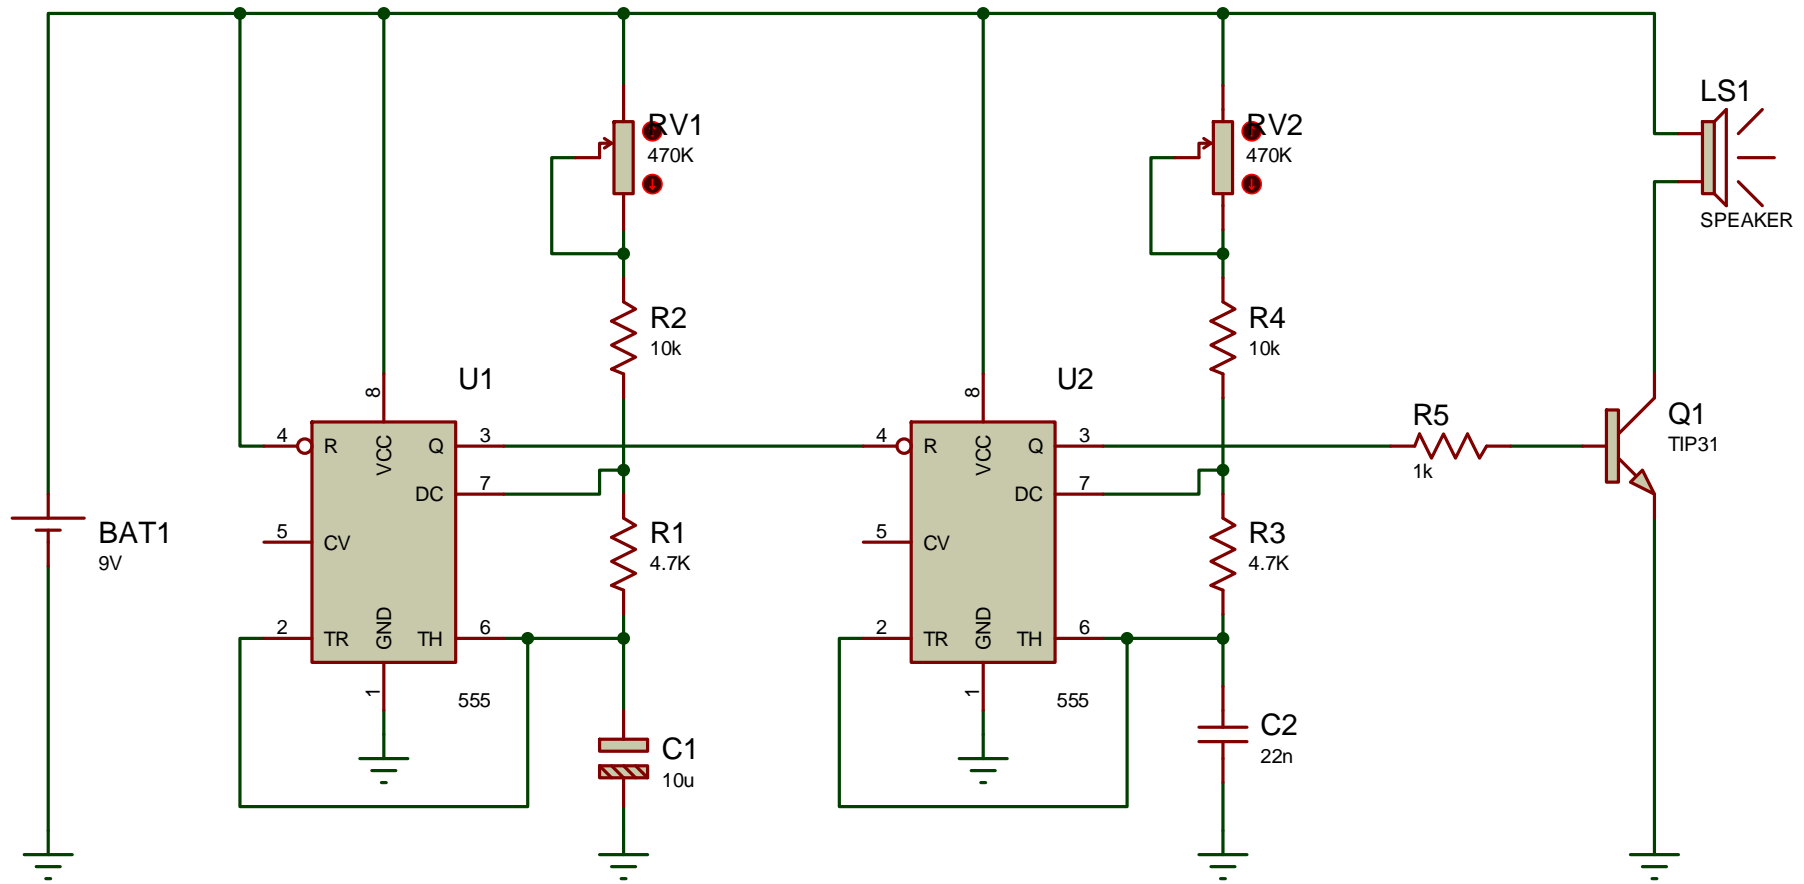 LS1
SPEAKER
RV1
470K
RV2
470K
R2
10k
R4
10k
U1
8
VCC
4
R
Q
3
DC
7
5
CV
2
TR
GND
TH
6
1
555
R1
4.7K
C1
10u
U2
8
VCC
4
R
Q
3
DC
7
5
CV
2
TR
GND
TH
6
1
555
R3
4.7K
C2
22n
R5
1k
Q1
TIP31
BAT1
9V